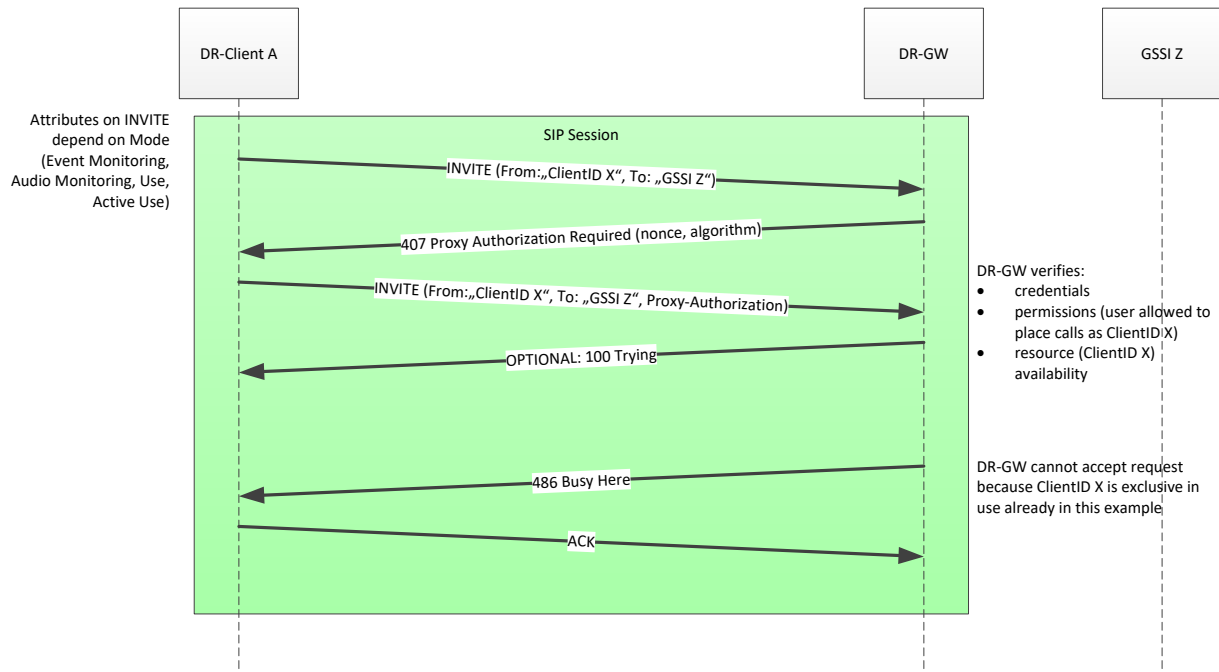 DR-Client A
DR-GW
GSSI Z
Attributes on INVITE
depend on Mode
(Event Monitoring,
Audio Monitoring, Use,
Active Use)
SIP Session
INVITE (From:„ClientID X“, To: „GSSI Z“)
407 Proxy Authorization Required (nonce, algorithm)
INVITE (From:„ClientID X“, To: „GSSI Z“, Proxy-Authorization)
DR-GW verifies:
• credentials
• permissions (user allowed to
place calls as ClientID X)
• resource (ClientID X)
availability
OPTIONAL: 100 Trying
486 Busy Here
DR-GW cannot accept request
because ClientID X is exclusive in
use already in this example
ACK